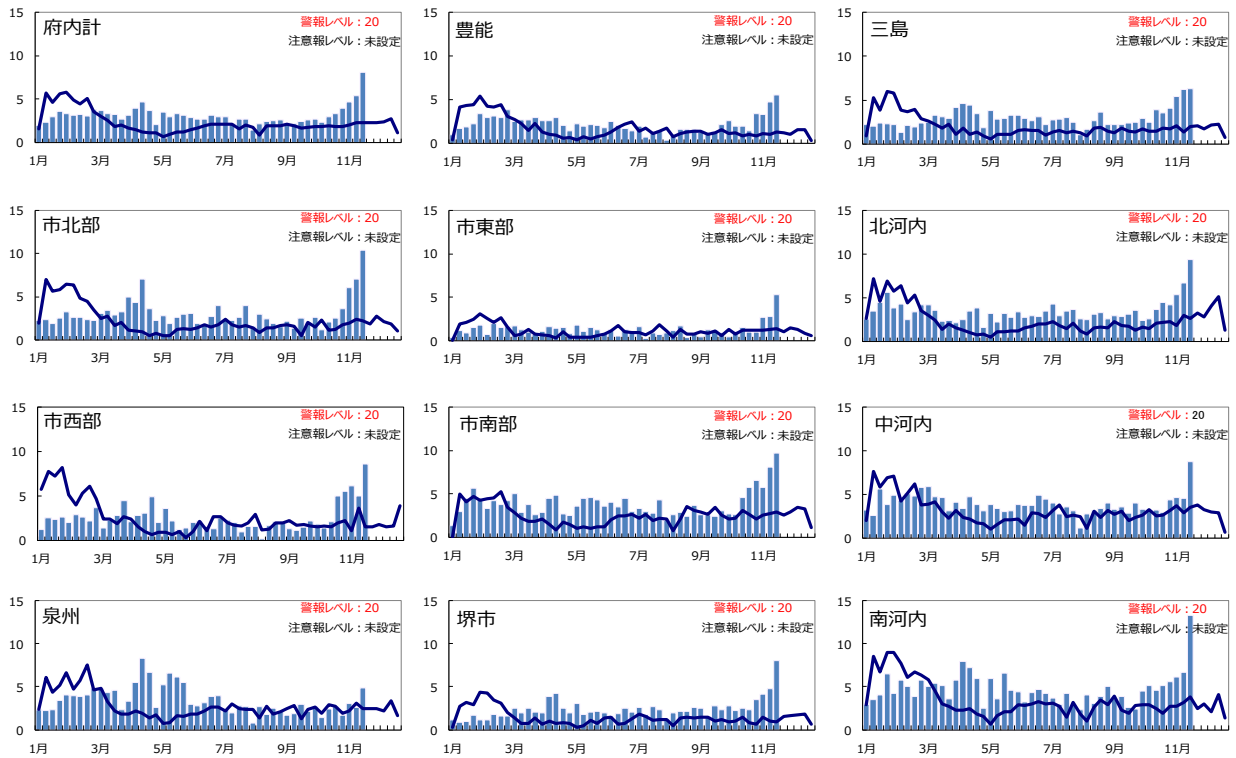 府内計
警報レベル：20
注意報レベル：未設定
15
10
5
0
1月 3月 5月 7月 9月 11月
豊能
警報レベル：20
注意報レベル：未設定
15
10
5
0
1月 3月 5月 7月 9月 11月
三島
警報レベル：20
注意報レベル：未設定
15
10
5
0
1月 3月 5月 7月 9月 11月
市北部
警報レベル：20
注意報レベル：未設定
15
10
5
0
1月 3月 5月 7月 9月 11月
市東部
警報レベル：20
注意報レベル：未設定
15
10
5
0
1月 3月 5月 7月 9月 11月
北河内
警報レベル：20
注意報レベル：未設定
15
10
5
0
1月 3月 5月 7月 9月 11月
市西部
警報レベル：20
注意報レベル：未設定
15
10
5
0
1月 3月 5月 7月 9月 11月
市南部
警報レベル：20
注意報レベル：未設定
15
10
5
0
1月 3月 5月 7月 9月 11月
中河内
警報レベル：20
注意報レベル：未設定
15
10
5
0
1月 3月 5月 7月 9月 11月
泉州
警報レベル：20
注意報レベル：未設定
15
10
5
0
1月 3月 5月 7月 9月 11月
堺市
警報レベル：20
注意報レベル：未設定
15
10
5
0
1月 3月 5月 7月 9月 11月
南河内
警報レベル：20
注意報レベル：未設定
15
10
5
0
1月 3月 5月 7月 9月 11月